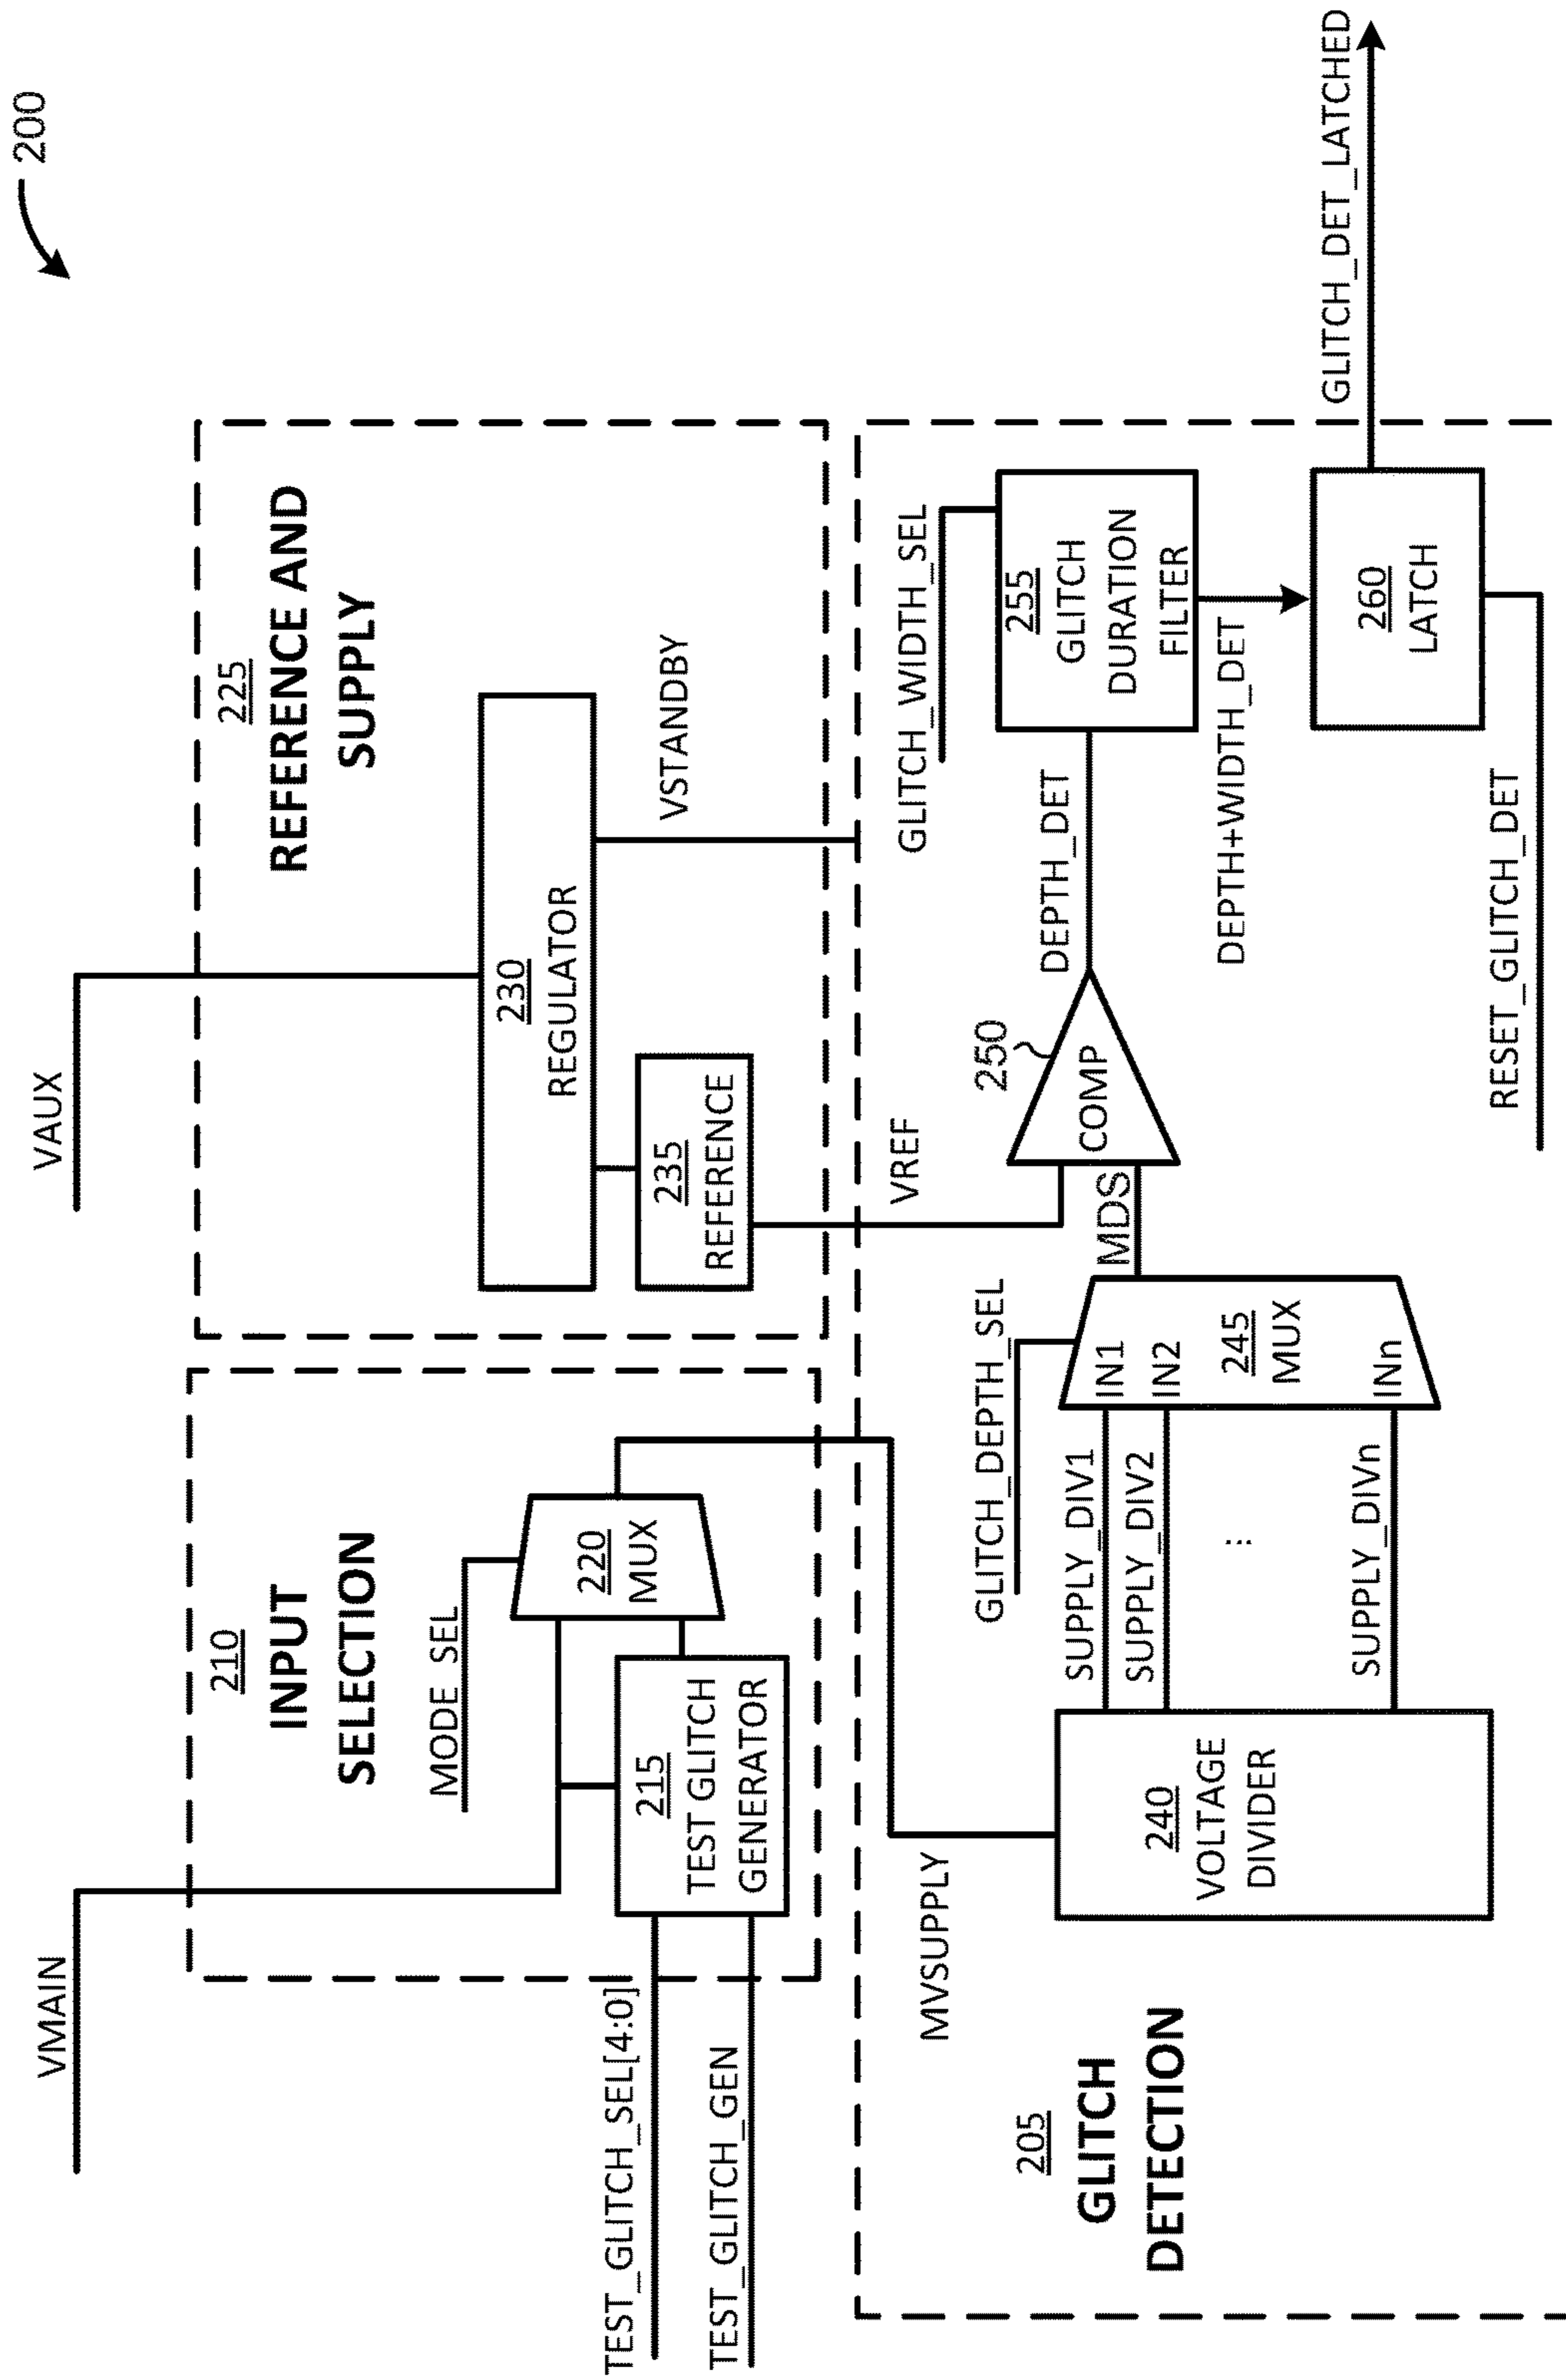 200
VMAIN
VAUX
210
INPUT
SELECTION
MODE_SEL
220
MUX
215
TEST GLITCH
GENERATOR
TEST_GLITCH_SEL[4:0]
TEST_GLITCH_GEN
225
REFERENCE AND
SUPPLY
230
REGULATOR
235
REFERENCE
VSTANDBY
VREF
MVSUPPLY
205
GLITCH
DETECTION
240
VOLTAGE
DIVIDER
SUPPLY_DIV1
SUPPLY_DIV2
...
SUPPLY_DIVn
GLITCH_DEPTH_SEL
IN1
IN2
245
MUX
INn
MDS
250
COMP
DEPTH_DET
GLITCH_WIDTH_SEL
255
GLITCH
DURATION
FILTER
DEPTH+WIDTH_DET
260
LATCH
RESET_GLITCH_DET
GLITCH_DET_LATCHED